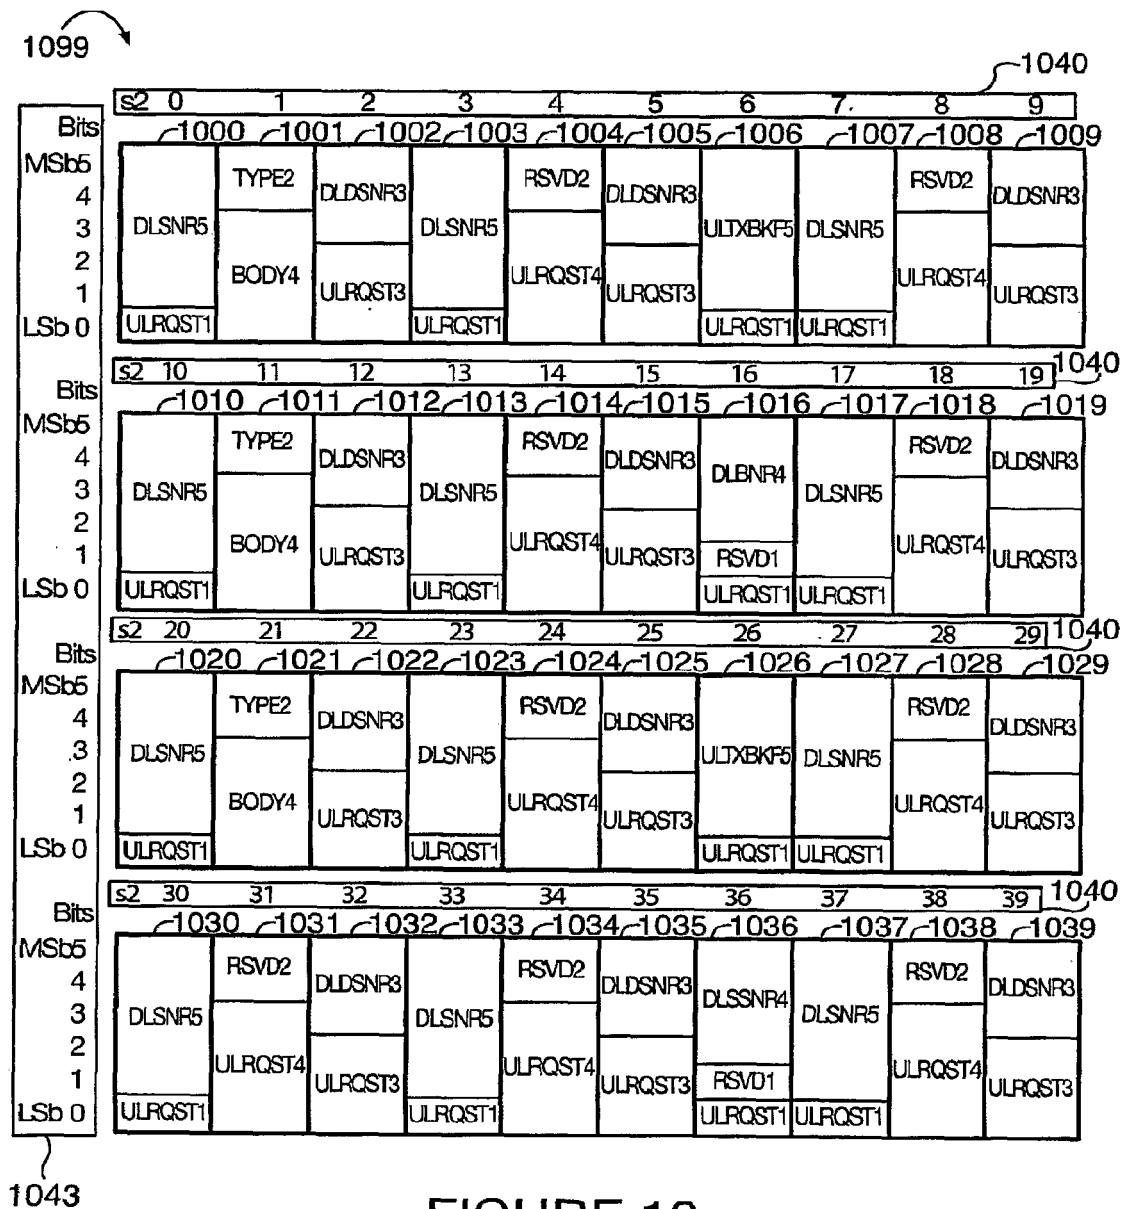 1099
1040
s2 0 1 2 3 4 5 6 7. 8 9
Bits 1000 1001 1002 1003 1004 1005 1006 1007 1008 1009
MSb5 TYPE2 RSVD2 RSVD2
4 DLDSNR3 DLDSNR3 DLDSNR3
3 DLSNR5 DLSNR5 ULTXBKF5 DLSNR5
2 BODY4 ULRQST4 ULRQST4
1 ULRQST3 ULRQST3 ULRQST3
LSb 0 ULRQST1 ULRQST1 ULRQST1 ULRQST1
s2 10 11 12 13 14 15 16 17 18 19 1040
Bits 1010 1011 1012 1013 1014 1015 1016 1017 1018 1019
MSb5 TYPE2 RSVD2 RSVD2
4 DLDSNR3 DLDSNR3 DLBNR4 DLDSNR3
3 DLSNR5 DLSNR5 DLSNR5
2 BODY4 ULRQST4 ULRQST4
1 ULRQST3 ULRQST3 RSVD1 ULRQST3
LSb 0 ULRQST1 ULRQST1 ULRQST1 ULRQST1
s2 20 21 22 23 24 25 26 27 28 29 1040
Bits 1020 1021 1022 1023 1024 1025 1026 1027 1028 1029
MSb5 TYPE2 RSVD2 RSVD2
4 DLDSNR3 DLDSNR3 DLDSNR3
3 DLSNR5 DLSNR5 ULTXBKF5 DLSNR5
2 BODY4 ULRQST4 ULRQST4
1 ULRQST3 ULRQST3 ULRQST3
LSb 0 ULRQST1 ULRQST1 ULRQST1 ULRQST1
s2 30 31 32 33 34 35 36 37 38 39 1040
Bits 1030 1031 1032 1033 1034 1035 1036 1037 1038 1039
MSb5 RSVD2 RSVD2 RSVD2
4 DLDSNR3 DLDSNR3 DLSSNR4 DLDSNR3
3 DLSNR5 DLSNR5 DLSNR5
2 ULRQST4 ULRQST4 ULRQST4
1 ULRQST3 ULRQST3 RSVD1 ULRQST3
LSb 0 ULRQST1 ULRQST1 ULRQST1 ULRQST1
1043